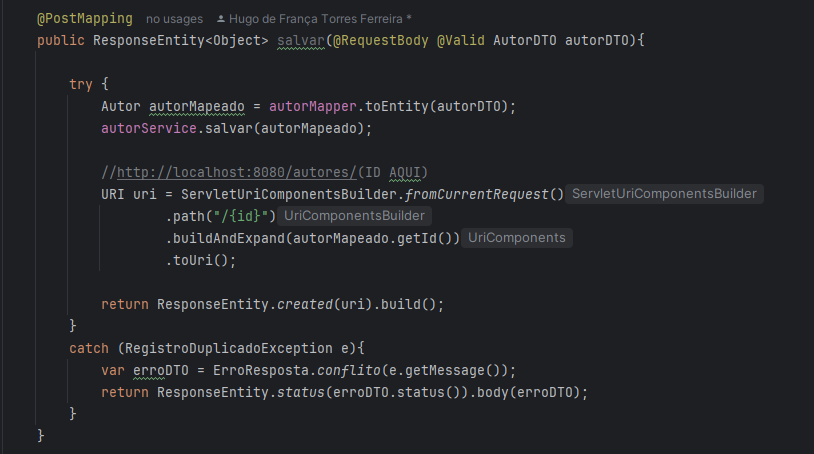 @PostMapping no usages Hugo de França Torres Ferreira *
public ResponseEntity<Object> salvar(@RequestBody @Valid AutorDTO autorDTO){
try {
Autor autorMapeado = autorMapper.toEntity(autorDTO);
autorService.salvar(autorMapeado);
//http://localhost:8080/autores/(ID AQUI)
URI uri = ServletUriComponentsBuilder.fromCurrentRequest() ServletUriComponentsBuilder
.path("/{id}") UriComponentsBuilder
.buildAndExpand(autorMapeado.getId()) UriComponents
.toUri();
return ResponseEntity.created(uri).build();
}
catch (RegistroDuplicadoException e){
var erroDTO = ErroResposta.conflito(e.getMessage());
return ResponseEntity.status(erroDTO.status()).body(erroDTO);
}
}